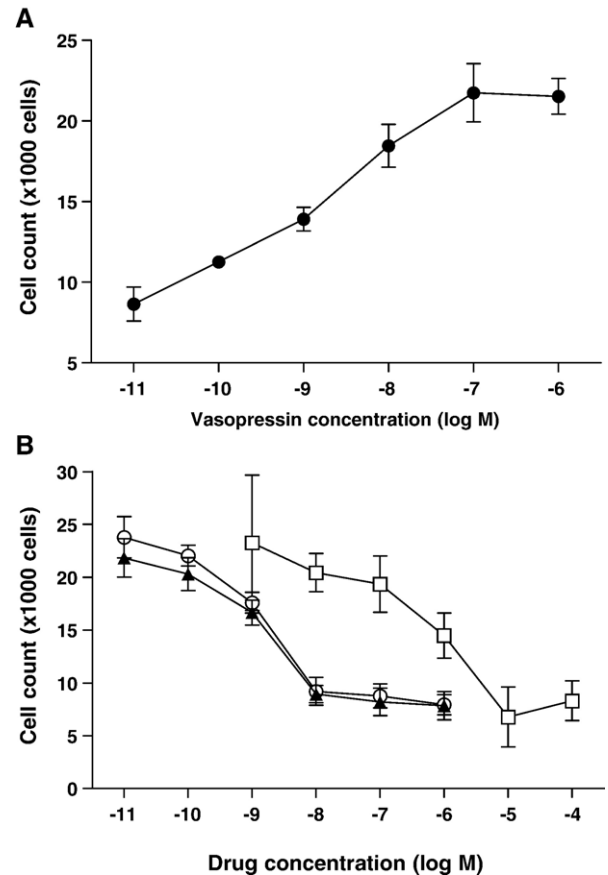 A
Cell count (x1000 cells)
25
20
15
10
5
-11 -10 -9 -8 -7 -6
Vasopressin concentration (log M)
B
Cell count (x1000 cells)
30
25
20
15
10
5
0
-11 -10 -9 -8 -7 -6 -5 -4
Drug concentration (log M)